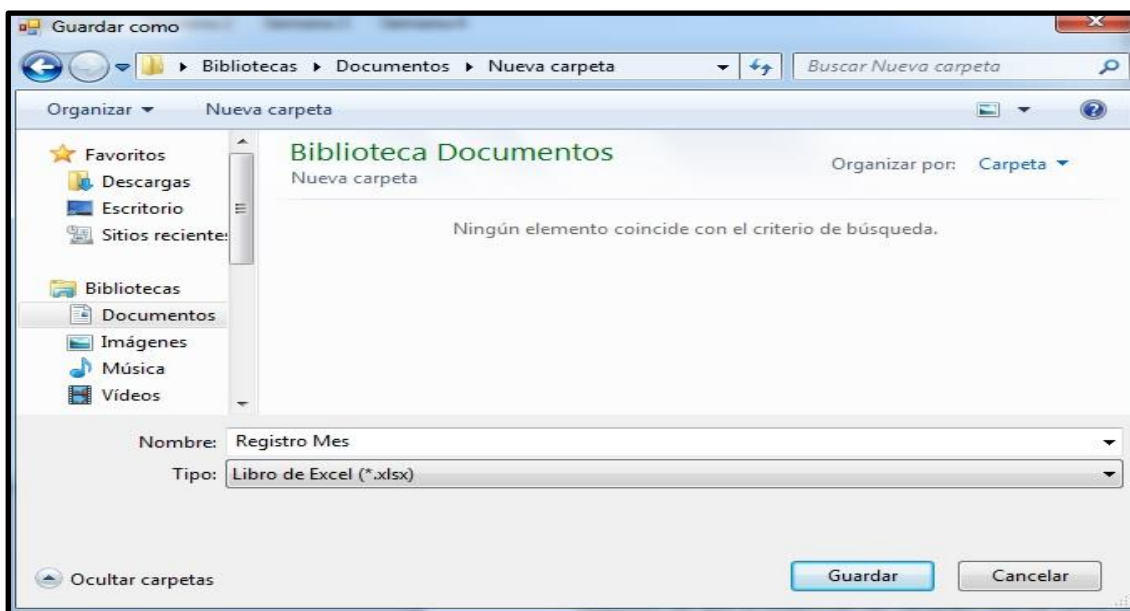 Guardar como
Bibliotecas Documentos Nueva carpeta Buscar Nueva carpeta
Organizar Nueva carpeta
Favoritos
Descargas
Escritorio
Sitios reciente
Bibliotecas
Documentos
Imágenes
Música
Vídeos
Biblioteca Documentos
Nueva carpeta
Organizar por: Carpeta
Ningún elemento coincide con el criterio de búsqueda.
Nombre: Registro Mes
Tipo: Libro de Excel (*.xlsx)
Ocultar carpetas Guardar Cancelar